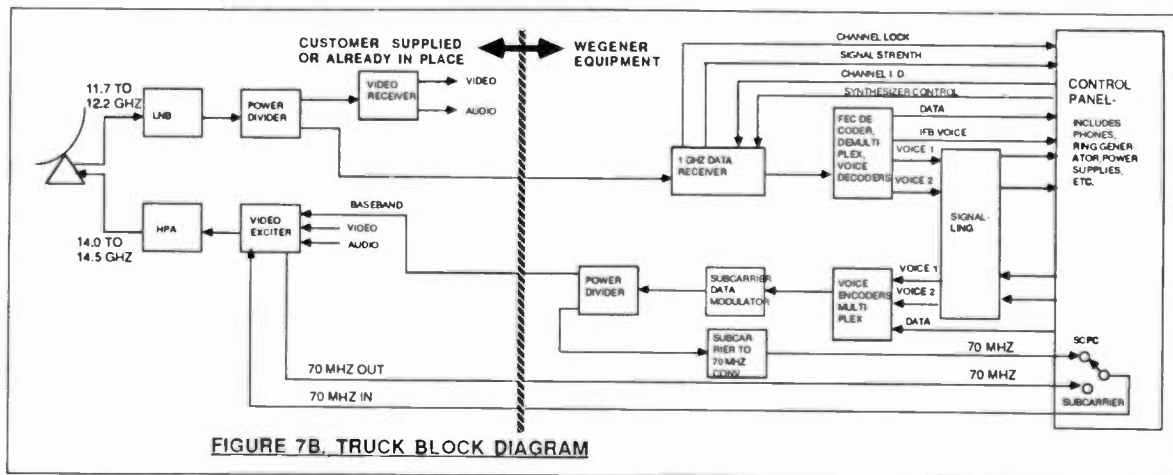 CUSTOMER SUPPLIED
OR ALREADY IN PLACE
WEGENER
EQUIPMENT
11.7 TO
12.2 GHZ
LNB
POWER
DIVIDER
VIDEO
RECEIVER
VIDEO
AUDIO
CHANNEL LOCK
SIGNAL STRENTH
CHANNEL I D
SYNTHESIZER CONTROL
DATA
IFB VOICE
VOICE 1
VOICE 2
1 GHZ DATA
RECEIVER
FEC DE
CODER,
DEMULTI
PLEX,
VOICE
DECODERS
SIGNAL-
LING
CONTROL
PANEL-
INCLUDES
PHONES,
RING GENER
ATOR, POWER
SUPPLIES,
ETC.
14.0 TO
14.5 GHZ
HPA
VIDEO
EXCITER
BASEBAND
VIDEO
AUDIO
POWER
DIVIDER
SUBCARRIER
DATA
MODULATOR
VOICE
ENCODERS
MULTI
PLEX
VOICE 1
VOICE 2
DATA
SUBCAR
RIER TO
70 MHZ
CONV
70 MHZ
SCPC
70 MHZ OUT
70 MHZ
70 MHZ IN
SUBCARRIER
FIGURE 7B. TRUCK BLOCK DIAGRAM